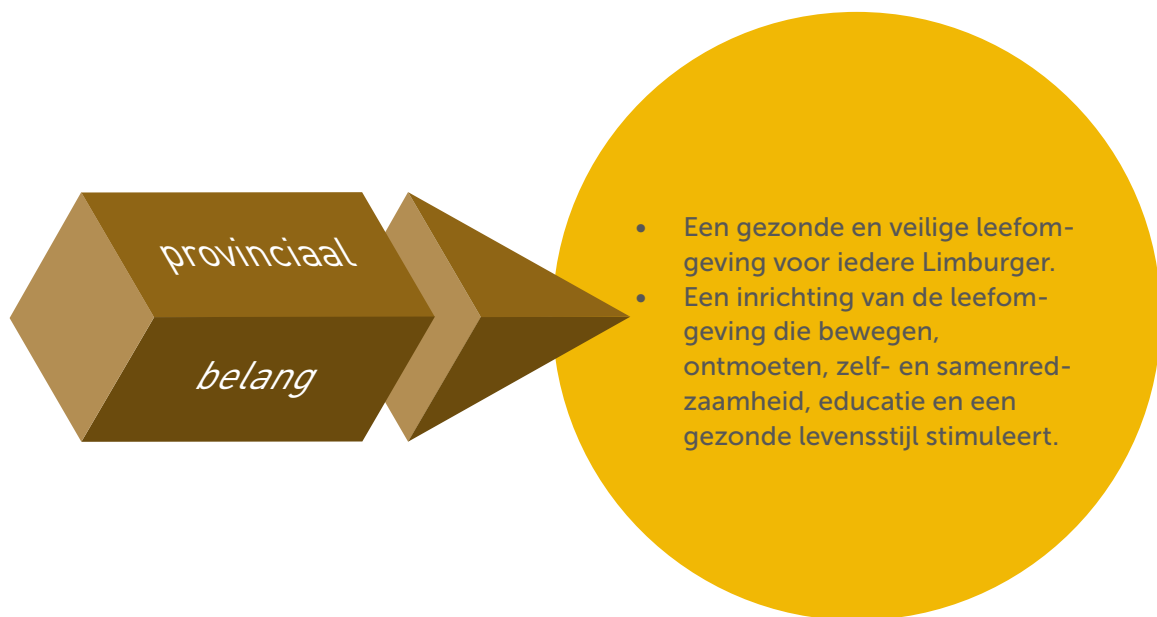 provinciaal
belang
• Een gezonde en veilige leefom-
geving voor iedere Limburger.
• Een inrichting van de leefom-
geving die bewegen,
ontmoeten, zelf- en samenred-
zaamheid, educatie en een
gezonde levensstijl stimuleert.